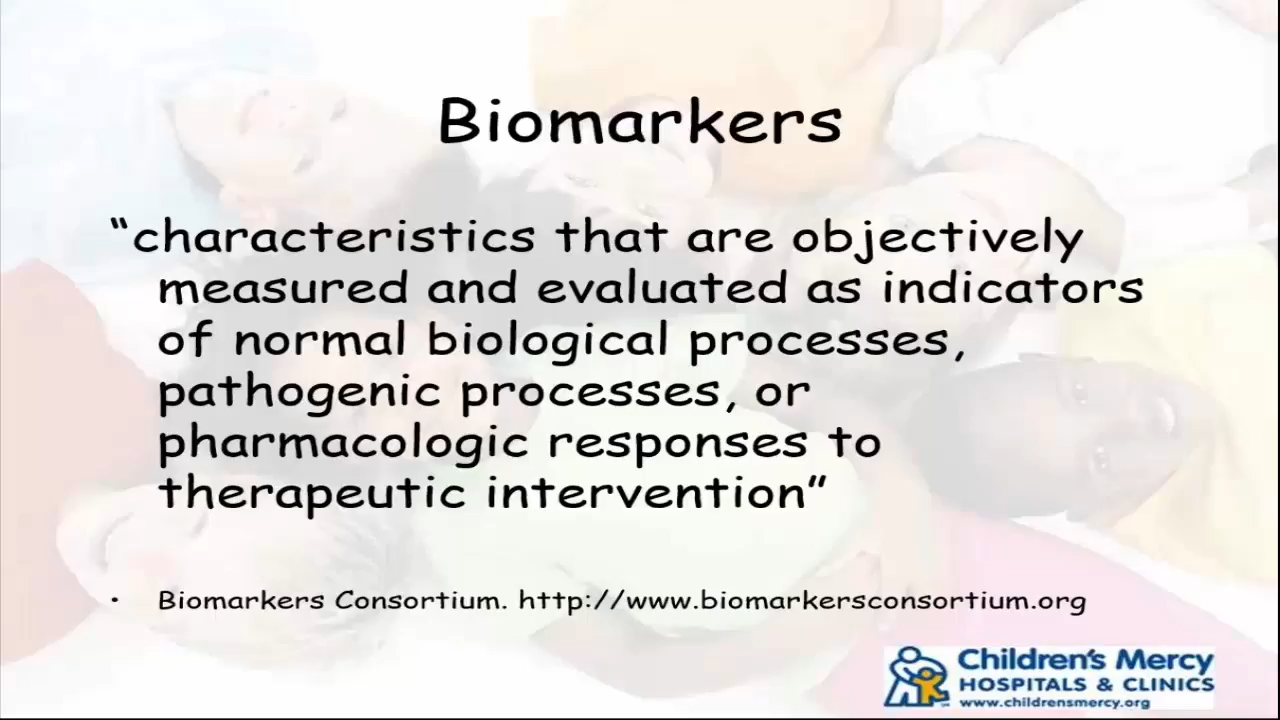 Biomarkers
“characteristics that are objectively
measured and evaluated as indicators
of normal biological processes,
pathogenic processes, or
pharmacologic responses to
therapeutic intervention”
• Biomarkers Consortium. http://www.biomarkersconsortium.org
Children's Mercy
HOSPITALS & CLINICS
www.childrensmercy.org